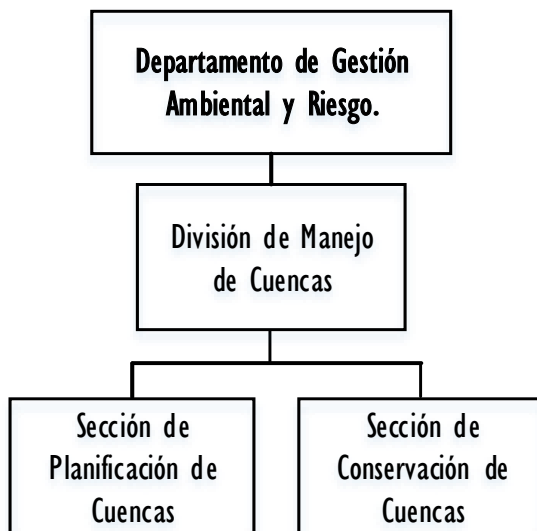 Departamento de Gestión
Ambiental y Riesgo.
División de Manejo
de Cuencas
Sección de
Planificación de
Cuencas
Sección de
Conservación de
Cuencas